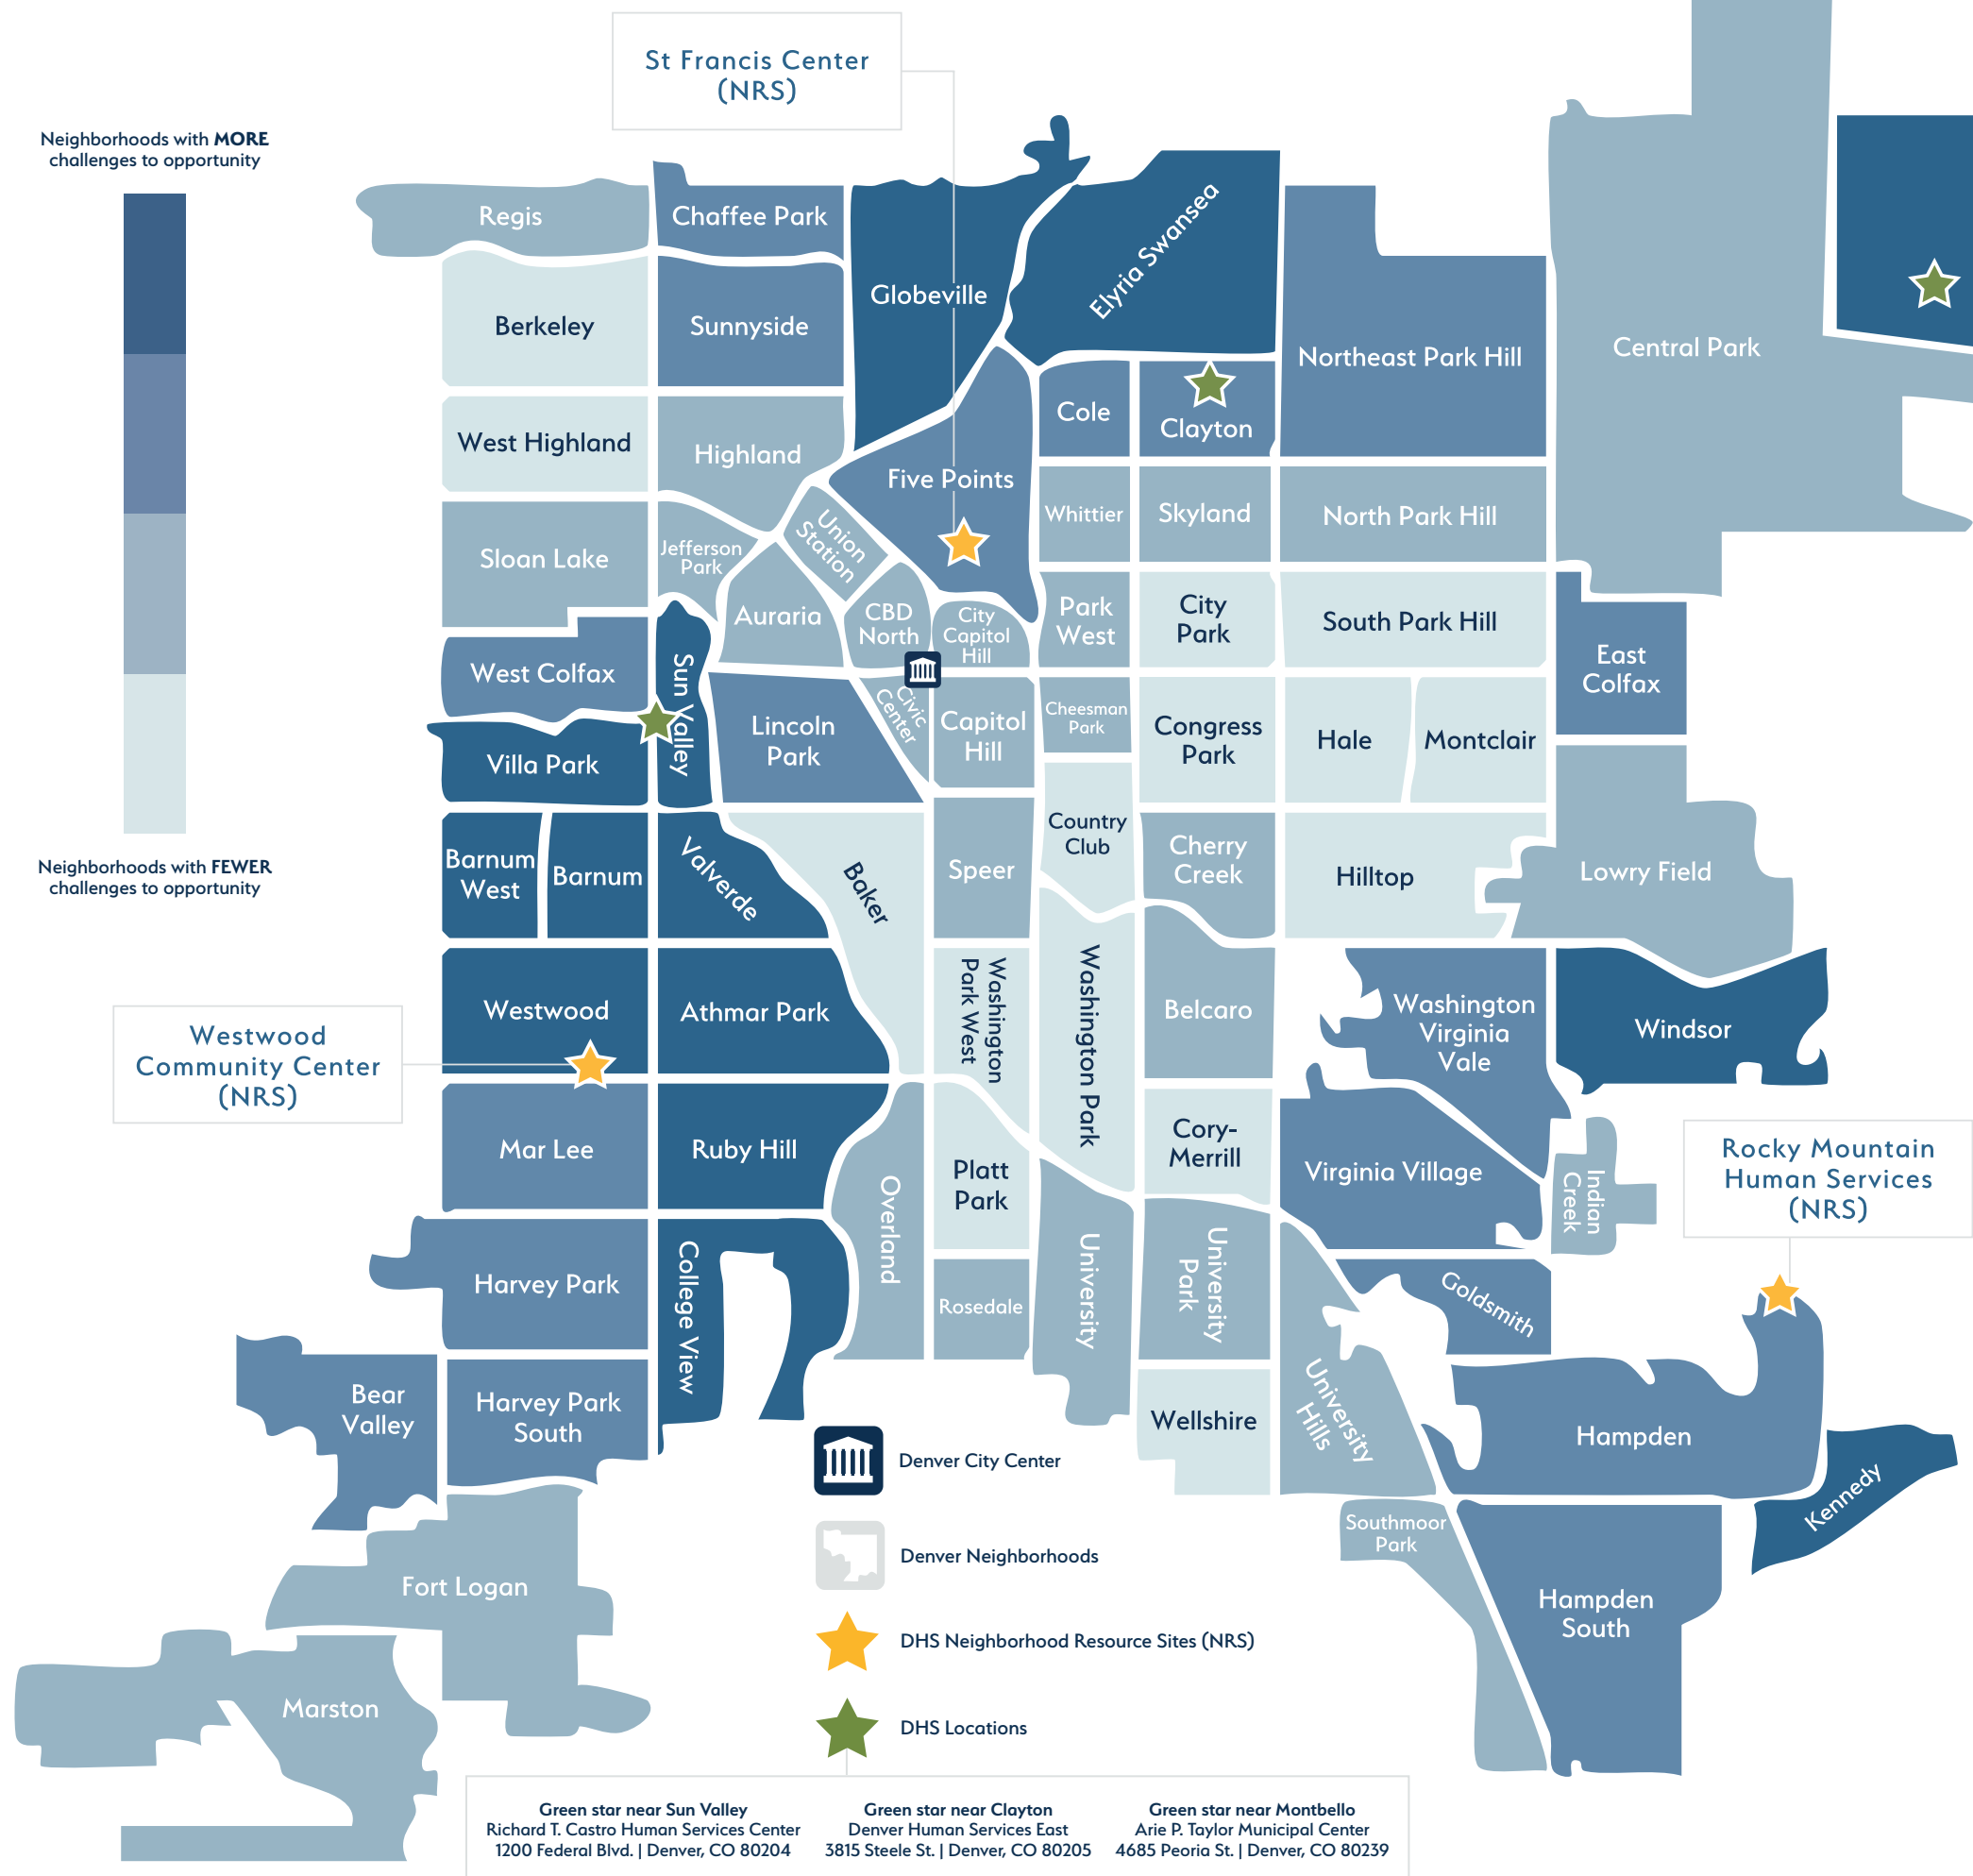 St Francis Center
(NRS)
Neighborhoods with MORE
challenges to opportunity
Regis
Chaffee Park
Globeville
Elyria Swansea
Berkeley
Sunnyside
Northeast Park Hill
Central Park
West Highland
Highland
Five Points
Cole
Clayton
Sloan Lake
Jefferson
Park
Union
Station
Whittier
Skyland
North Park Hill
Auraria
CBD
North
City
Capitol
Hill
Park
West
City
Park
South Park Hill
East
Colfax
West Colfax
Sun Valley
Lincoln
Park
Civic
Center
Capitol
Hill
Cheesman
Park
Congress
Park
Hale
Montclair
Villa Park
Neighborhoods with FEWER
challenges to opportunity
Barnum
West
Barnum
Valverde
Baker
Speer
Country
Club
Cherry
Creek
Hilltop
Lowry Field
Westwood
Athmar Park
Washington
Park West
Washington Park
Belcaro
Washington
Virginia
Vale
Windsor
Westwood
Community Center
(NRS)
Mar Lee
Ruby Hill
Overland
Platt
Park
Cory-
Merrill
Virginia Village
Indian
Creek
Rocky Mountain
Human Services
(NRS)
Harvey Park
College View
Rosedale
University
University
Park
Goldsmith
Bear
Valley
Harvey Park
South
Wellshire
University
Hills
Hampden
Kennedy
Southmoor
Park
Hampden
South
Fort Logan
Marston
Denver City Center
Denver Neighborhoods
DHS Neighborhood Resource Sites (NRS)
DHS Locations
Green star near Sun Valley
Richard T. Castro Human Services Center
1200 Federal Blvd. | Denver, CO 80204
Green star near Clayton
Denver Human Services East
3815 Steele St. | Denver, CO 80205
Green star near Montbello
Arie P. Taylor Municipal Center
4685 Peoria St. | Denver, CO 80239